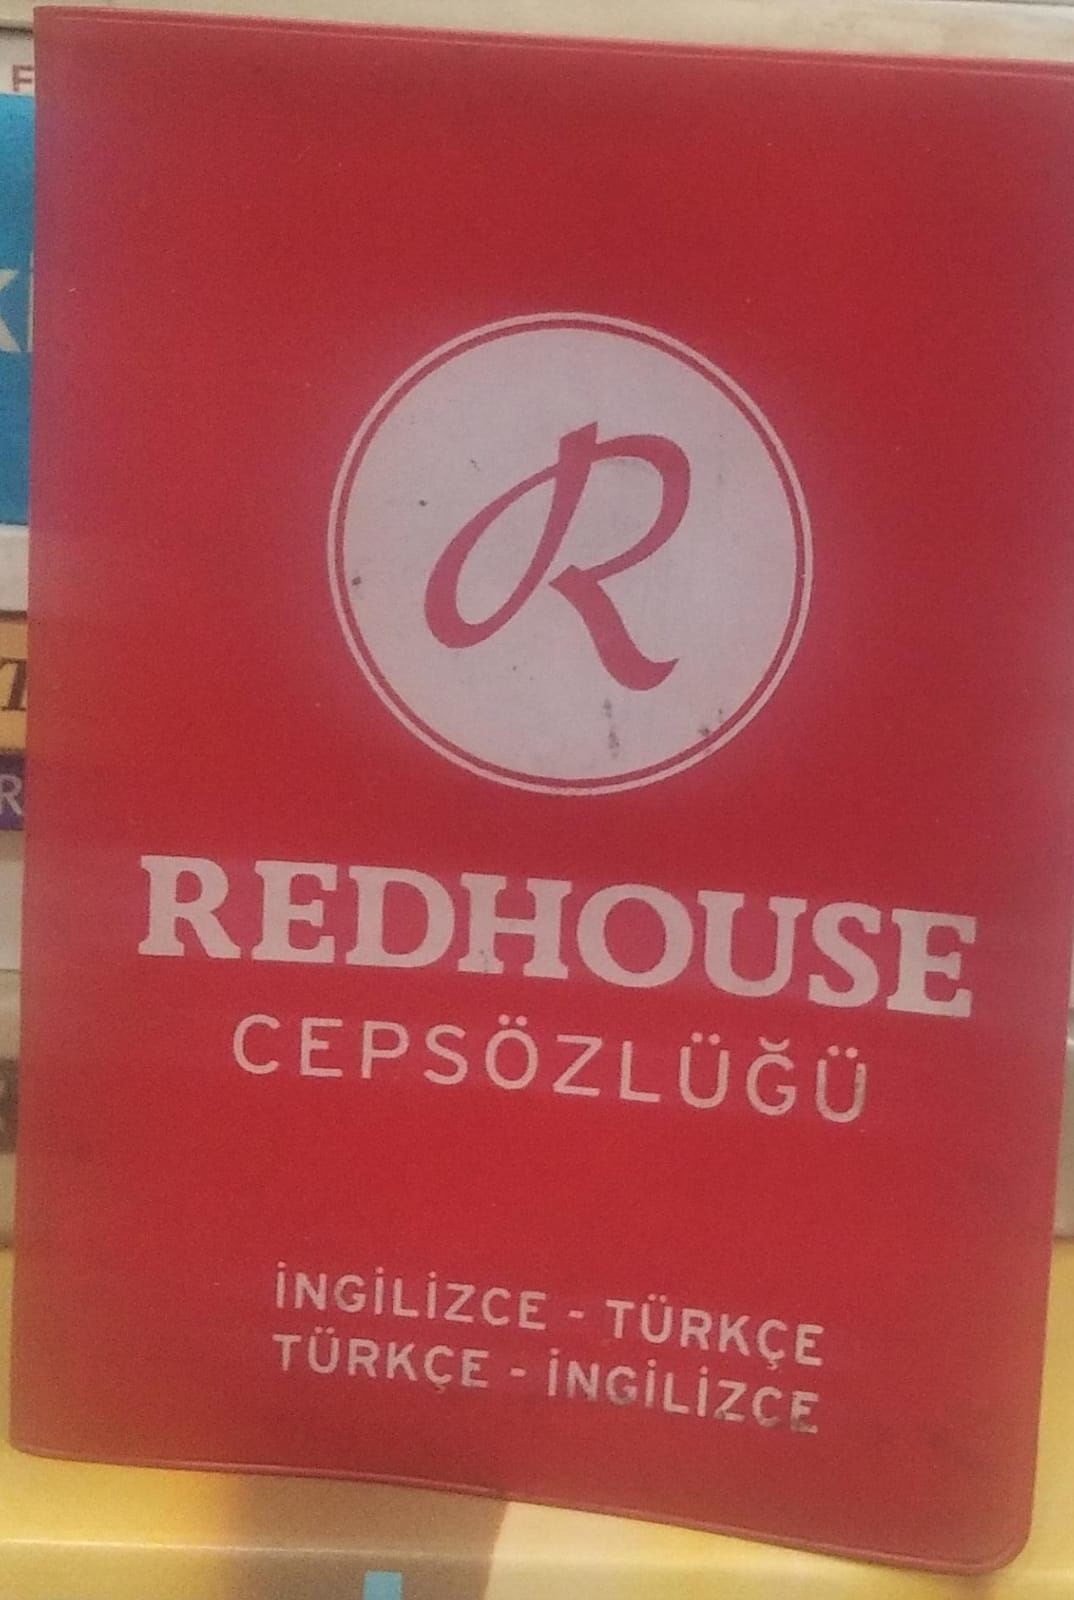 R
REDHOUSE
CEPSÖZLÜĞÜ
İNGİLİZCE - TÜRKÇE
TÜRKÇE - İNGİLİZCE